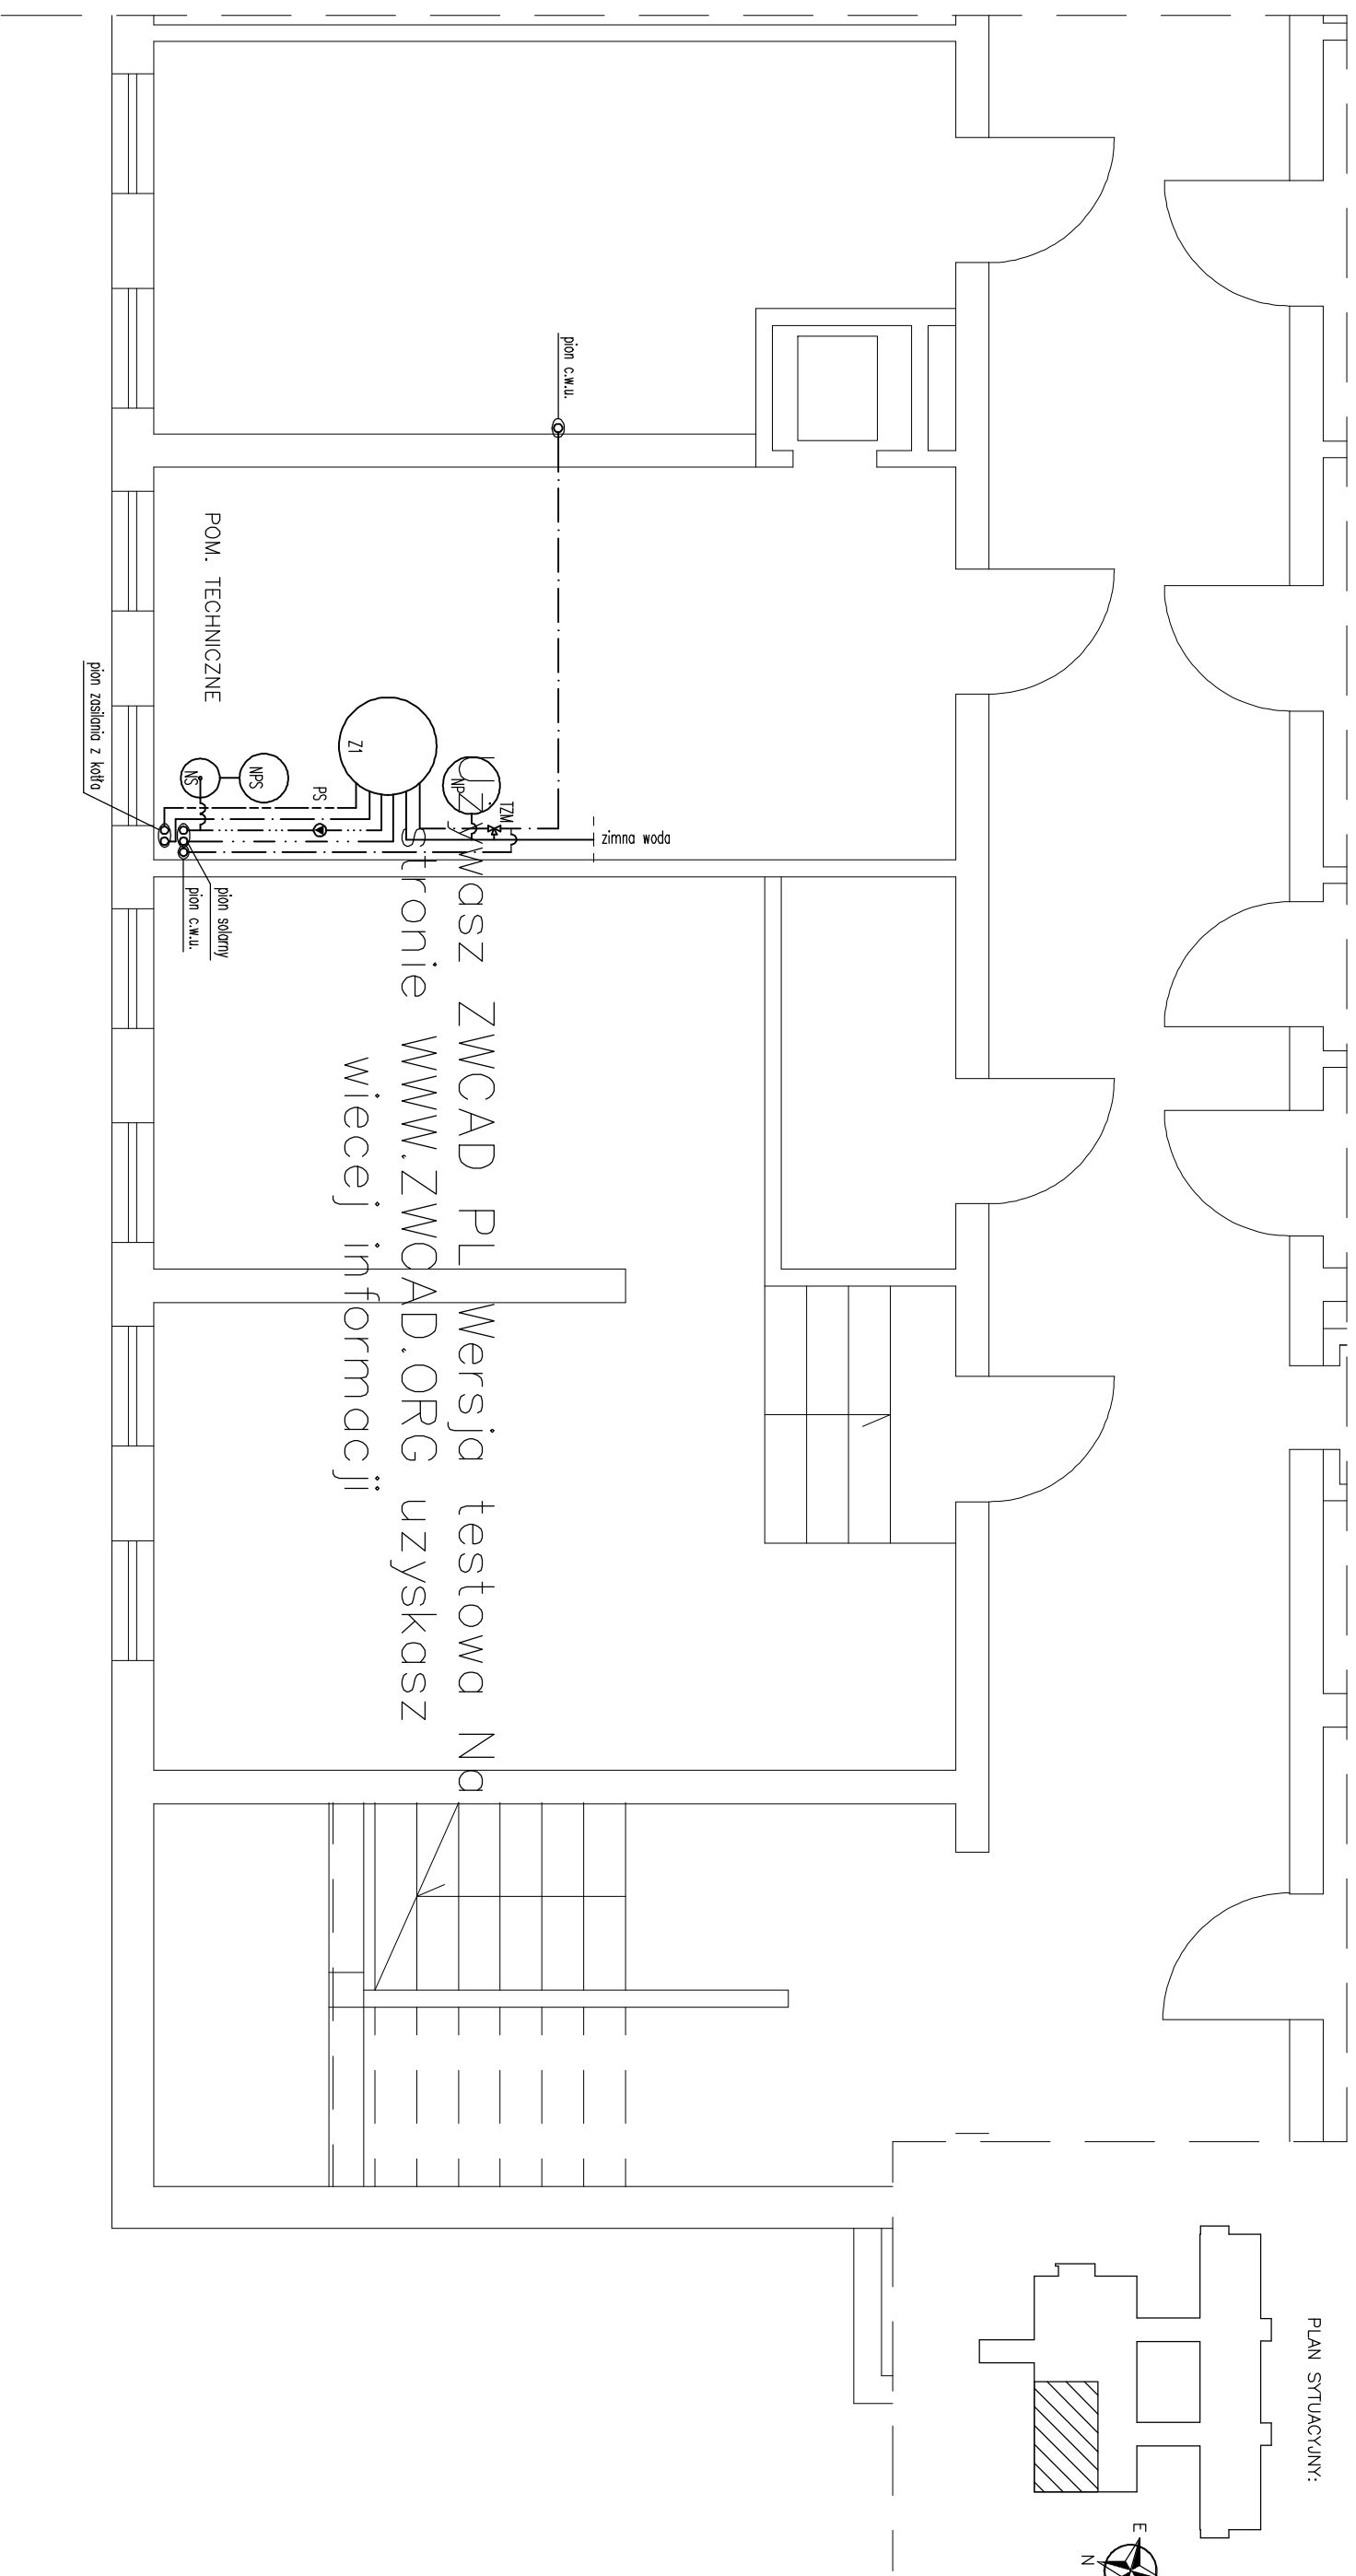 PLAN SYTUACYJNY:
E
N
pion c.w.u.
zimna woda
TZM
NP
Używasz ZWCAD PL Wersja testowa Na
stronie WWW.ZWCAD.ORG uzyskasz
wiecej informacji
Z1
PS
NPS
NS
POM. TECHNICZNE
pion solarny
pion c.w.u.
pion zasilania z kotła